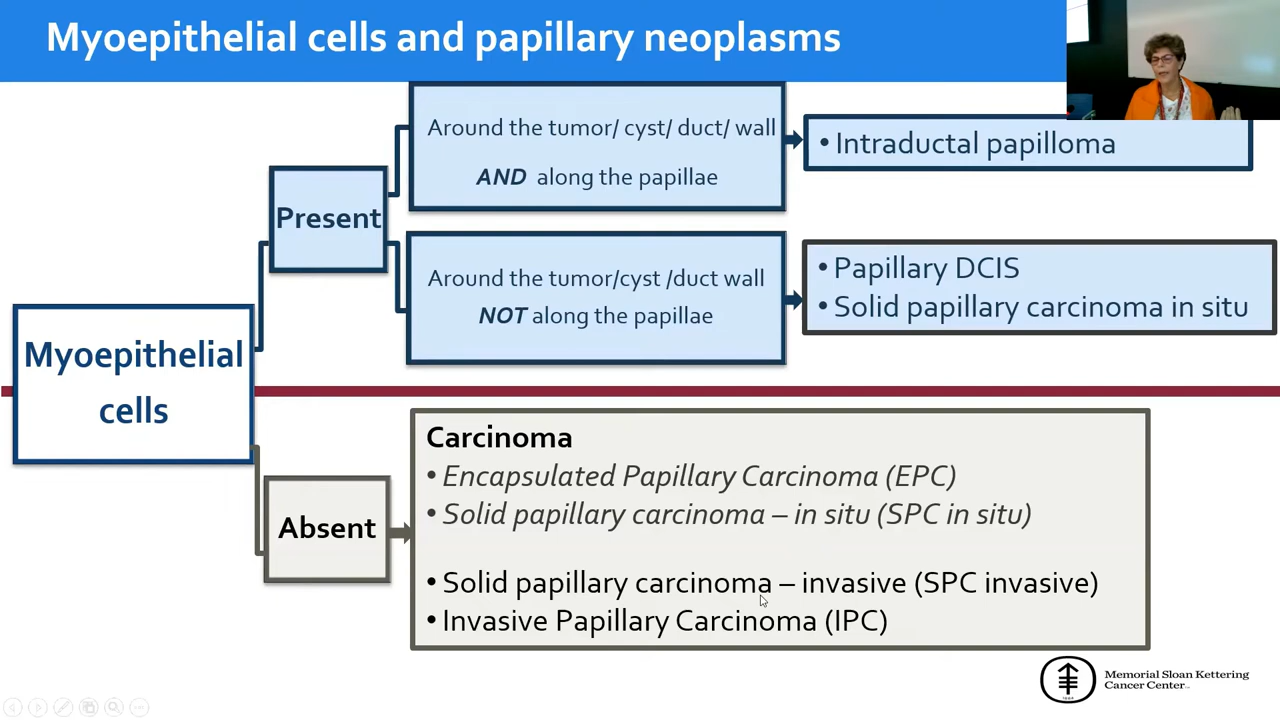 Myoepithelial cells and papillary neoplasms
Around the tumor/ cyst/ duct/ wall
AND along the papillae
• Intraductal papilloma
Present
Around the tumor/cyst /duct wall
NOT along the papillae
• Papillary DCIS
• Solid papillary carcinoma in situ
Myoepithelial
cells
Absent
Carcinoma
• Encapsulated Papillary Carcinoma (EPC)
• Solid papillary carcinoma – in situ (SPC in situ)
• Solid papillary carcinoma – invasive (SPC invasive)
• Invasive Papillary Carcinoma (IPC)
Memorial Sloan Kettering
Cancer Center